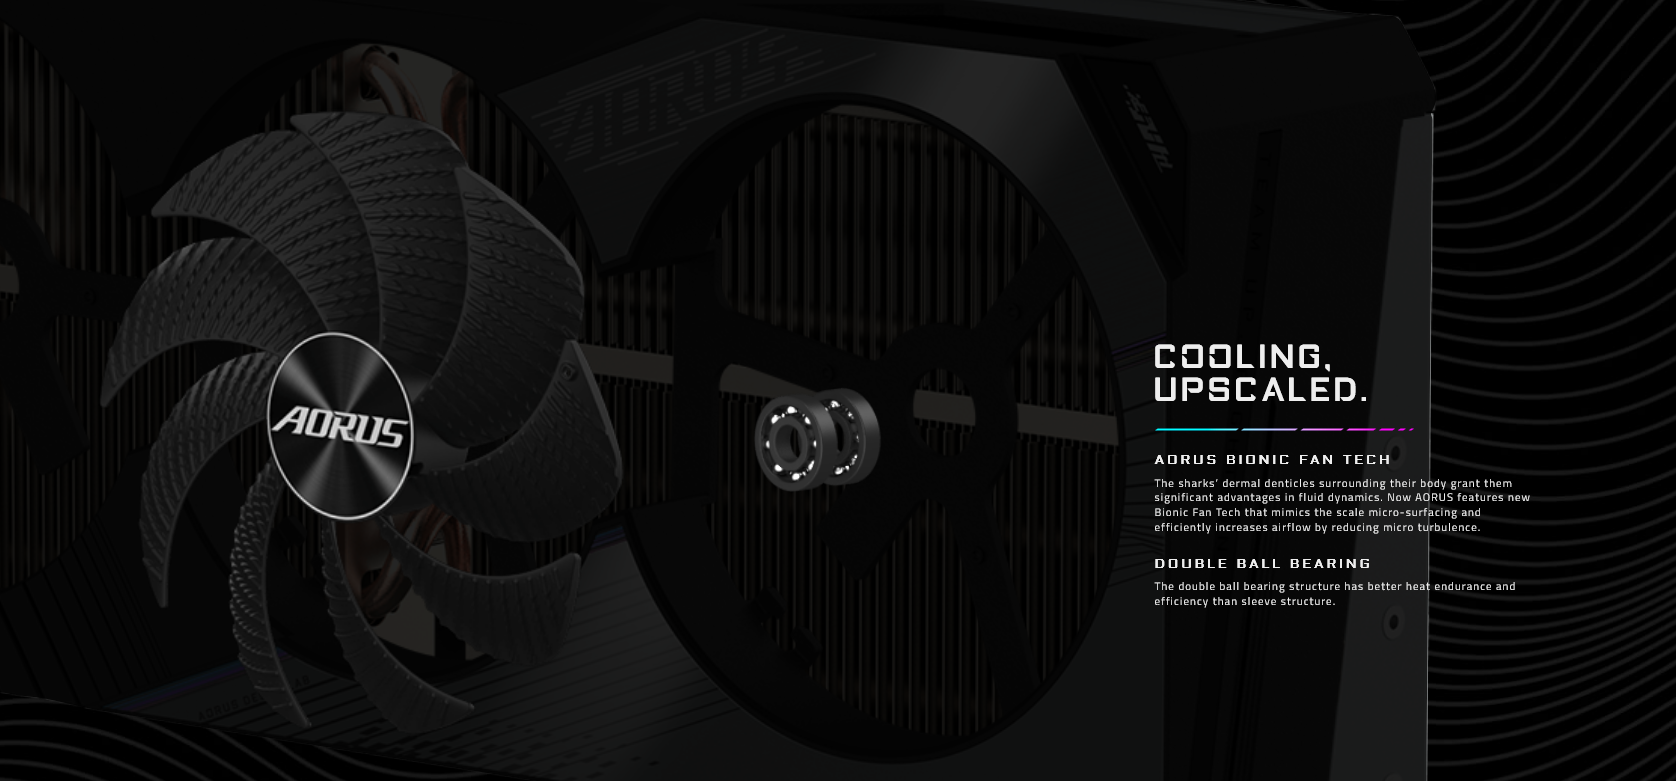 AORUS
AORUS
COOLING,
UPSCALED.
AORUS BIONIC FAN TECH
The sharks' dermal denticles surrounding their body grant them
significant advantages in fluid dynamics. Now AORUS features new
Bionic Fan Tech that mimics the scale micro-surfacing and
efficiently increases airflow by reducing micro turbulence.
DOUBLE BALL BEARING
The double ball bearing structure has better heat endurance and
efficiency than sleeve structure.